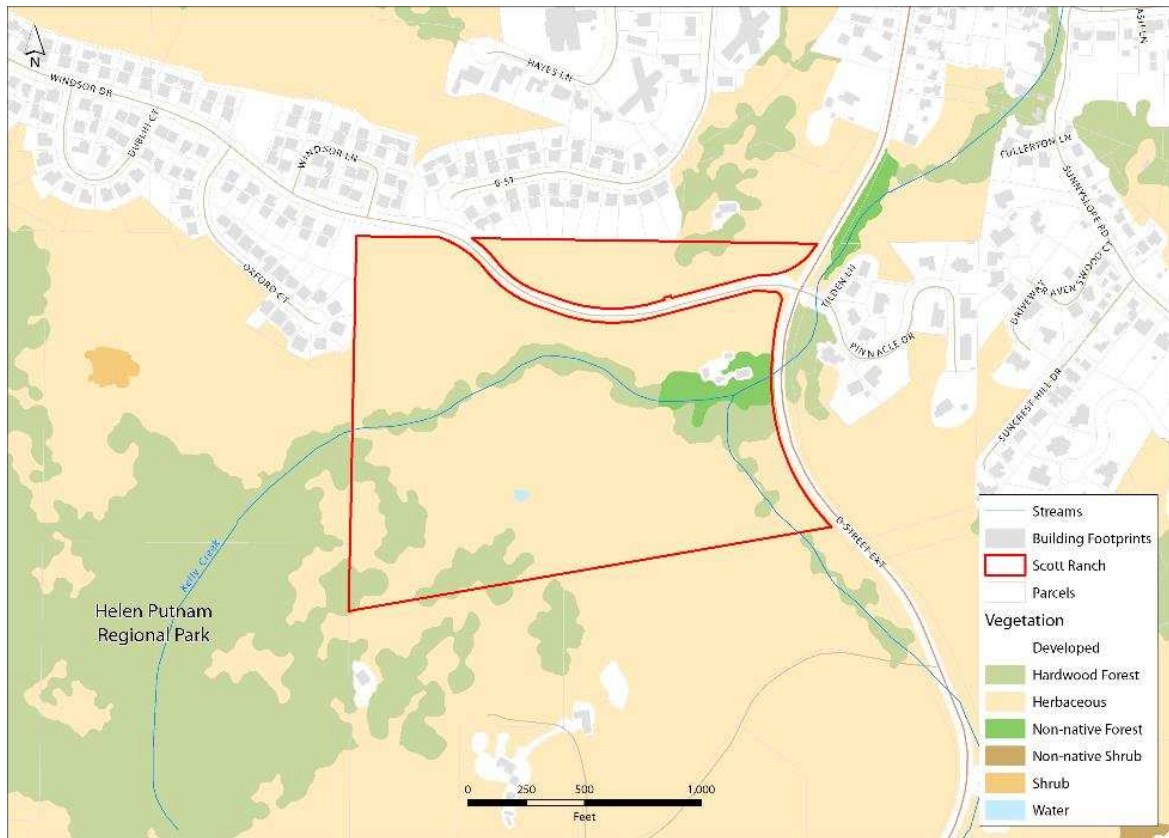 N
WINDSOR DR
DUBLIN CT
WINDSOR LN
OXFORD CT
HAYES LN
B ST
ASH LN
FULLERTON LN
SUNNYSLOPE RD
RAVENSWOOD CT
DRIVEWAY
TILDEN LN
PINNACLE DR
SUNCREST HILL DR
D STREET EXT
Kelly Creek
Helen Putnam
Regional Park
0 250 500 1,000
Feet
Streams
Building Footprints
Scott Ranch
Parcels
Vegetation
Developed
Hardwood Forest
Herbaceous
Non-native Forest
Non-native Shrub
Shrub
Water